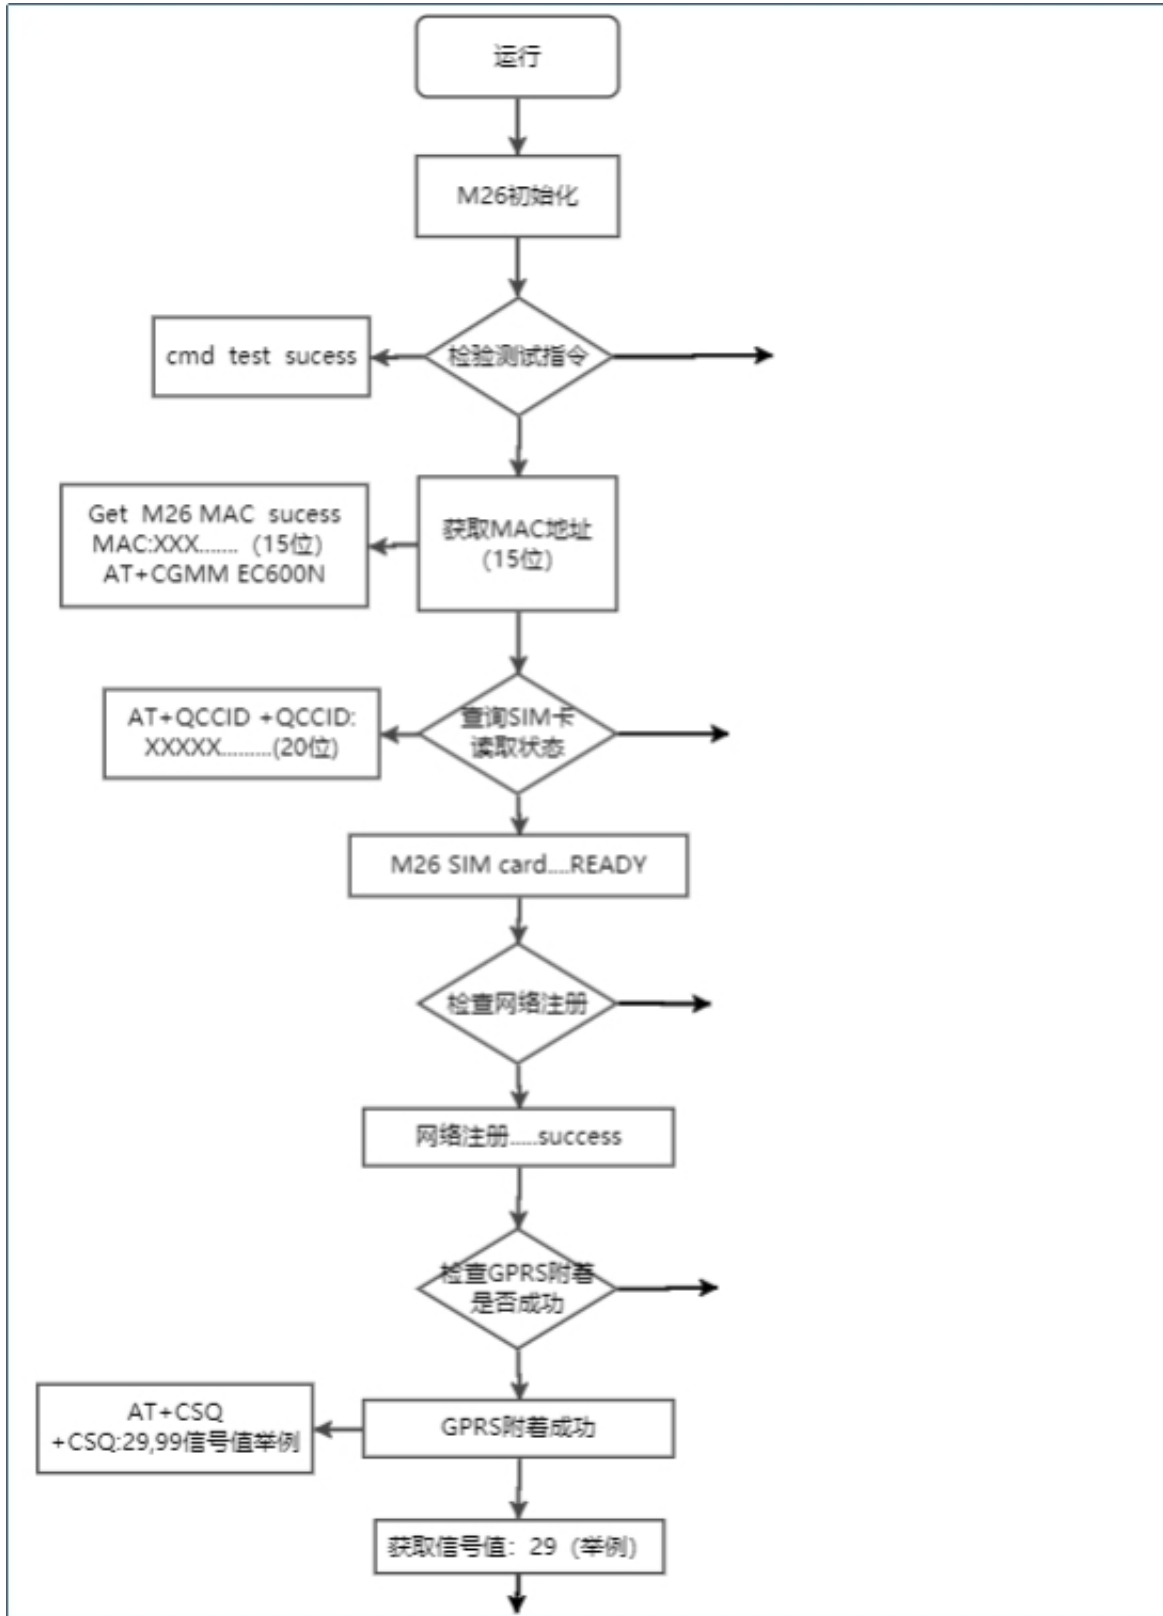 运行
M26初始化
cmd test sucess
检验测试指令
Get M26 MAC sucess
MAC:XXX....... (15位)
AT+CGMM EC600N
获取MAC地址
(15位)
AT+QCCID +QCCID:
XXXXX.........(20位)
查询SIM卡
读取状态
M26 SIM card....READY
检查网络注册
网络注册.....success
检查GPRS附着
是否成功
AT+CSQ
+CSQ:29,99信号值举例
GPRS附着成功
获取信号值：29（举例）